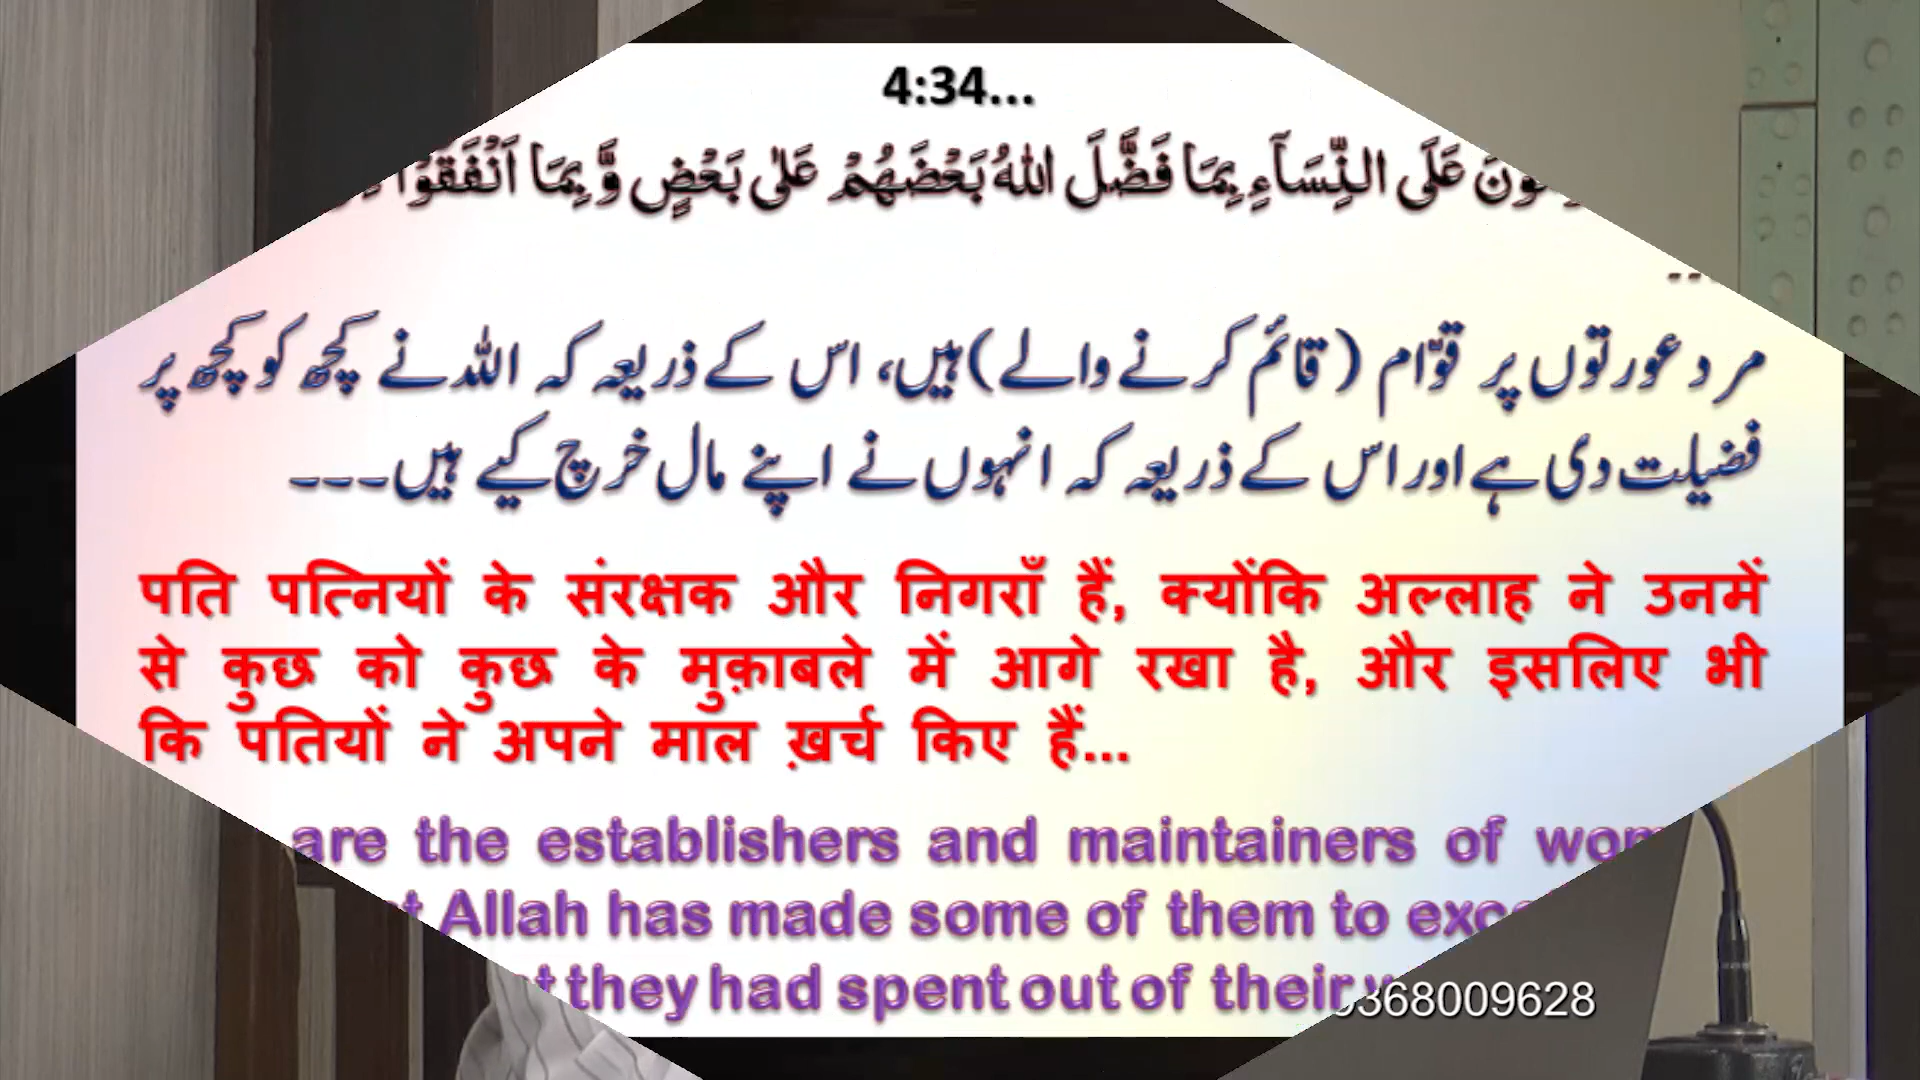 4:34...
عَلَى النِّسَآءِ بِمَا فَضَّلَ اللّٰهُ بَعْضَهُمْ عَلٰى بَعْضٍ وَّ بِمَا اَنْفَقُوْا
...
مرد عورتوں پر قوّام (قائم کرنے والے) ہیں، اس کے ذریعہ کہ اللہ نے کچھ کو کچھ پر
فضیلت دی ہے اور اس کے ذریعہ کہ انہوں نے اپنے مال خرچ کیے ہیں۔۔۔
पति पत्नियों के संरक्षक और निगराँ हैं, क्योंकि अल्लाह ने उनमें
से कुछ को कुछ के मुक़ाबले में आगे रखा है, और इसलिए भी
कि पतियों ने अपने माल ख़र्च किए हैं...
are the establishers and maintainers of
Allah has made some of them to
they had spent out of their
368009628